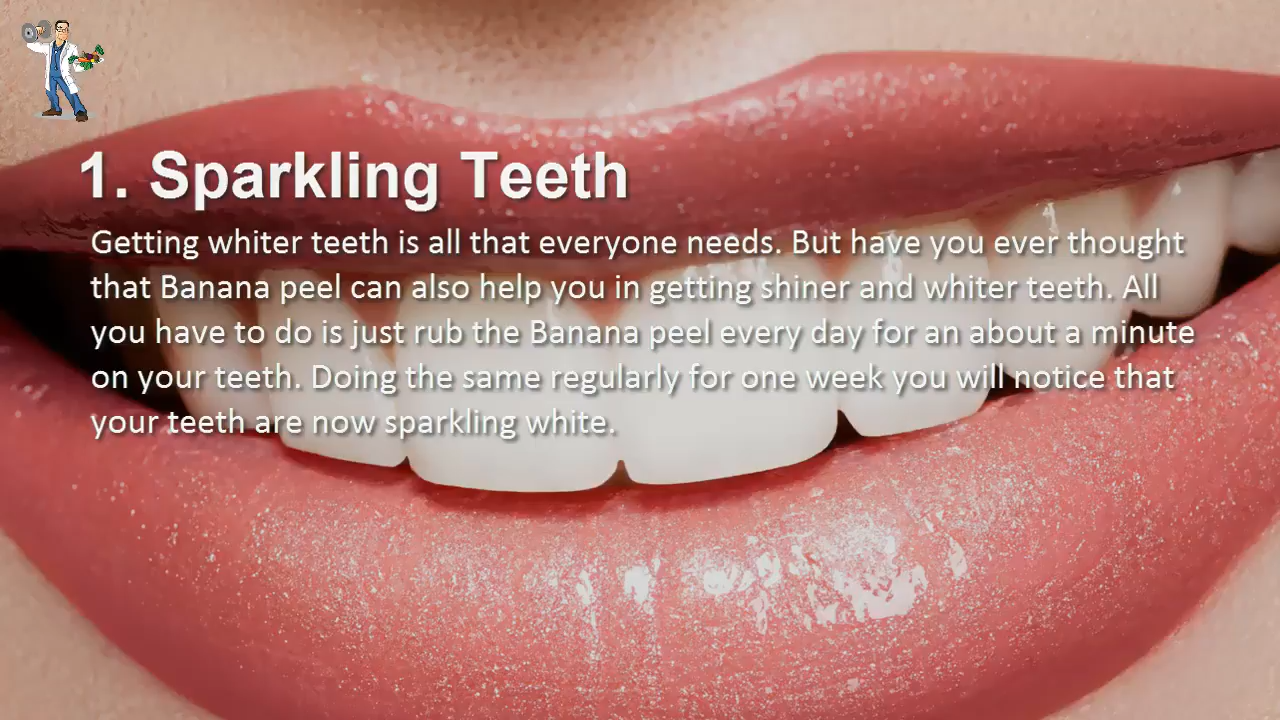 1. Sparkling Teeth
Getting whiter teeth is all that everyone needs. But have you ever thought
that Banana peel can also help you in getting shiner and whiter teeth. All
you have to do is just rub the Banana peel every day for an about a minute
on your teeth. Doing the same regularly for one week you will notice that
your teeth are now sparkling white.